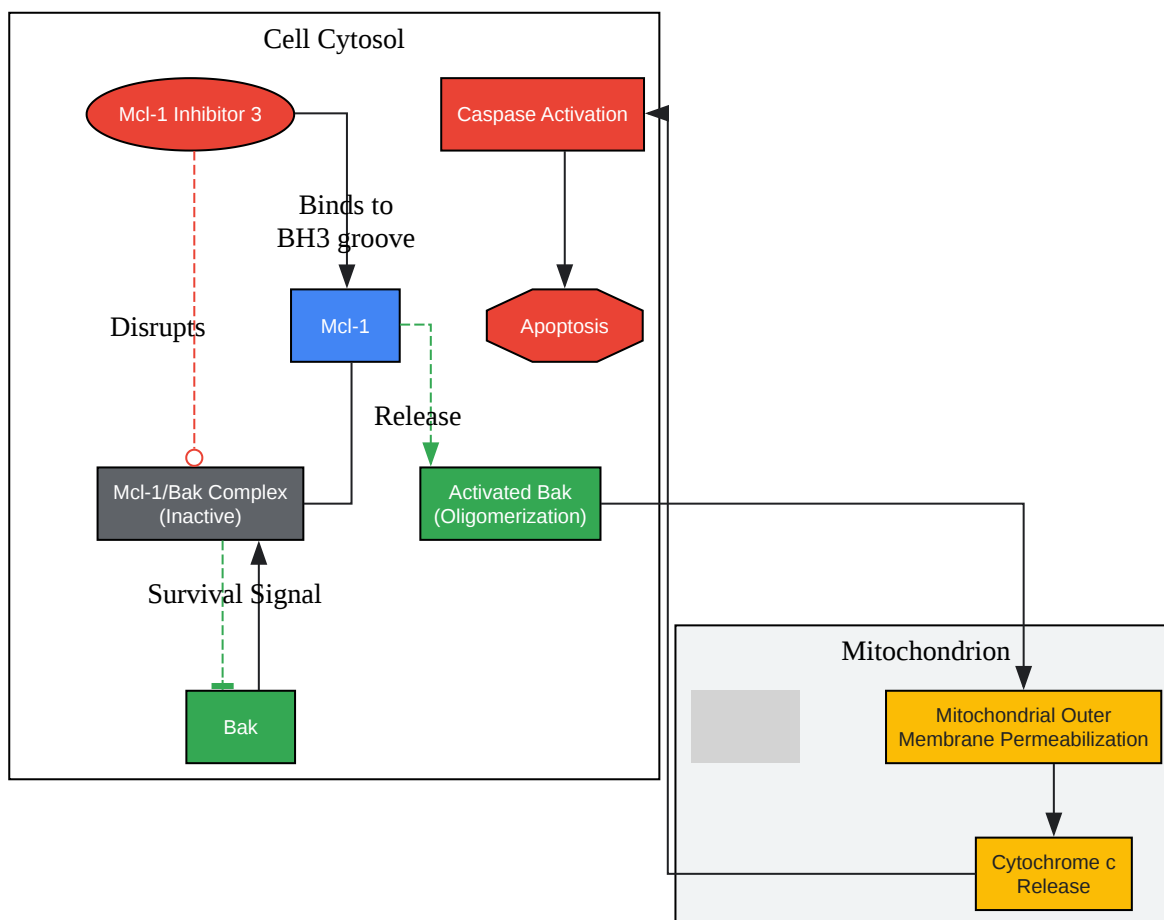 Cell Cytosol
Mcl-1 Inhibitor 3
Caspase Activation
Binds to
BH3 groove
Disrupts
Mcl-1
Apoptosis
Release
Mcl-1/Bak Complex
(Inactive)
Activated Bak
(Oligomerization)
Survival Signal
Bak
Mitochondrion
Mitochondrial Outer
Membrane Permeabilization
Cytochrome c
Release